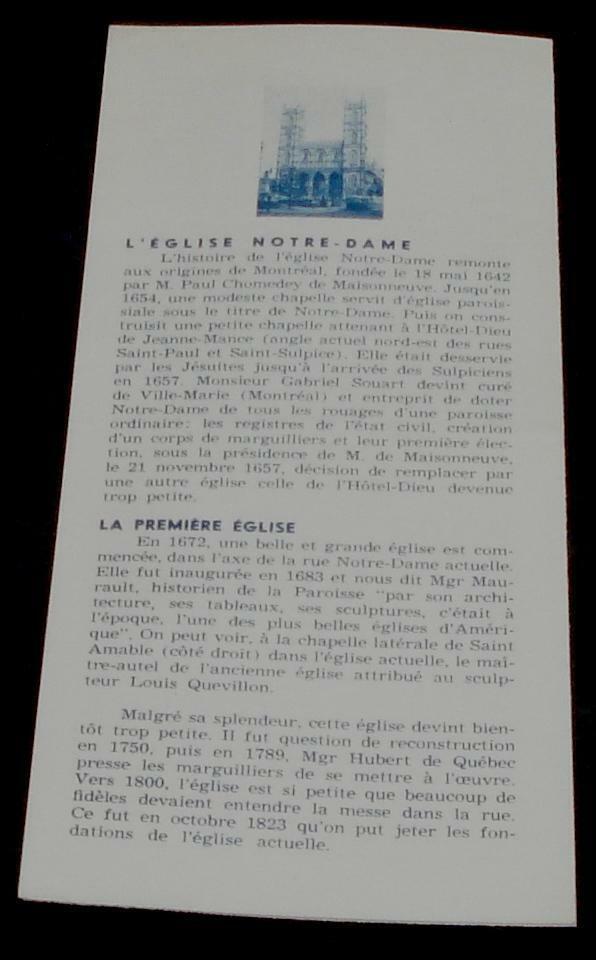 L'ÉGLISE NOTRE-DAME
L'histoire de l'église Notre-Dame remonte
aux origines de Montréal, fondée le 18 mai 1642
par M. Paul Chomedey de Maisonneuve. Jusqu'en
1654, une modeste chapelle servit d'église parois-
siale sous le titre de Notre-Dame. Puis on cons-
truisit une petite chapelle attenant à l'Hôtel-Dieu
de Jeanne-Mance (angle actuel nord-est des rues
Saint-Paul et Saint-Sulpice). Elle était desservie
par les Jésuites jusqu'à l'arrivée des Sulpiciens
en 1657. Monsieur Gabriel Souart devint curé
de Ville-Marie (Montréal) et entreprit de doter
Notre-Dame de tous les rouages d'une paroisse
ordinaire: les registres de l'état civil, création
d'un corps de marguilliers et leur première élec-
tion, sous la présidence de M. de Maisonneuve,
le 21 novembre 1657, décision de remplacer par
une autre église celle de l'Hôtel-Dieu devenue
trop petite.
LA PREMIÈRE ÉGLISE
En 1672, une belle et grande église est com-
mencée, dans l'axe de la rue Notre-Dame actuelle.
Elle fut inaugurée en 1683 et nous dit Mgr Mau-
rault, historien de la Paroisse "par son archi-
tecture, ses tableaux, ses sculptures, c'était à
l'époque, l'une des plus belles églises d'Améri-
que". On peut voir, à la chapelle latérale de Saint
Amable (côté droit) dans l'église actuelle, le maî-
tre-autel de l'ancienne église attribué au sculp-
teur Louis Quevillon.
Malgré sa splendeur, cette église devint bien-
tôt trop petite. Il fut question de reconstruction
en 1750, puis en 1789, Mgr Hubert de Québec
presse les marguilliers de se mettre à l'œuvre.
Vers 1800, l'église est si petite que beaucoup de
fidèles devaient entendre la messe dans la rue.
Ce fut en octobre 1823 qu'on put jeter les fon-
dations de l'église actuelle.